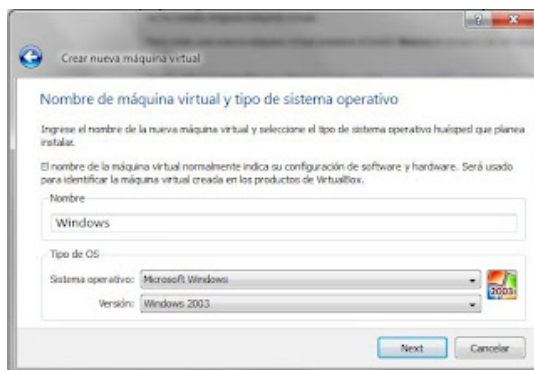 Crear nueva máquina virtual
Nombre de máquina virtual y tipo de sistema operativo
Ingrese el nombre de la nueva máquina virtual y seleccione el tipo de sistema operativo huésped que planea
instalar.
El nombre de la máquina virtual normalmente indica su configuración de software y hardware. Será usado
para identificar la máquina virtual creada en los productos de VirtualBox.
Nombre
Windows
Tipo de OS
Sistema operativo: Microsoft Windows
2003
Versión: Windows 2003
Next Cancelar